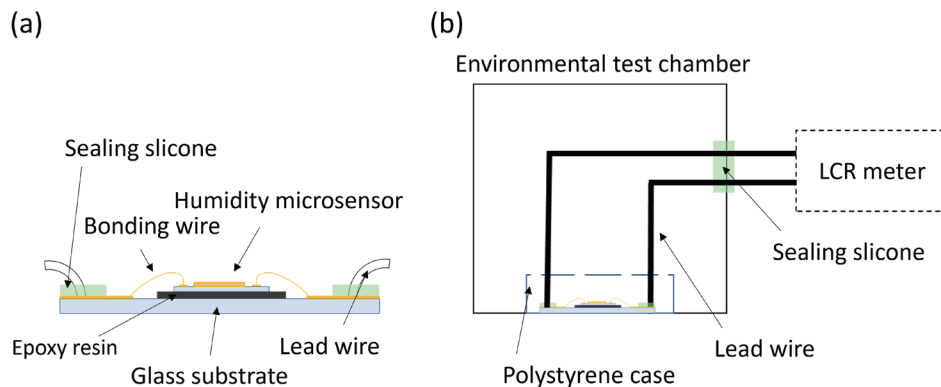 (a)
Sealing slicone
Humidity microsensor
Bonding wire
Epoxy resin
Lead wire
Glass substrate
(b)
Environmental test chamber
LCR meter
Sealing slicone
Lead wire
Polystyrene case